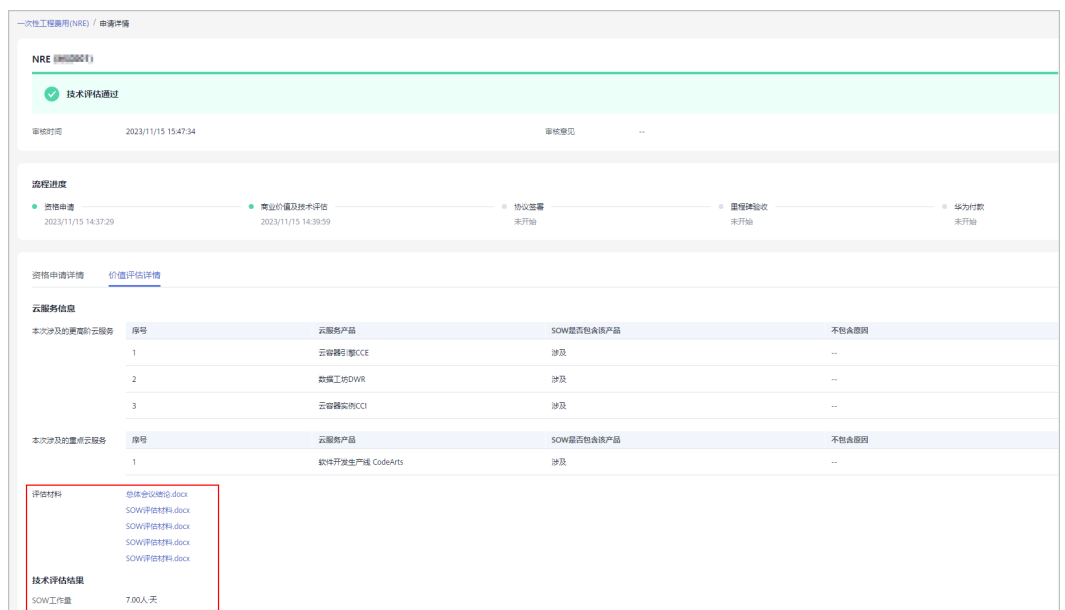 一次性工程费用(NRE) / 申请详情
NRE
技术评估通过
审核时间 2023/11/15 15:47:34 审核意见 --
流程进度
资格申请 商业价值及技术评估 协议签署 里程碑验收 华为付款
2023/11/15 14:37:29 2023/11/15 14:39:59 未开始 未开始 未开始
资格申请详情 价值评估详情
云服务信息
本次涉及的更高阶云服务 序号 云服务产品 SOW是否包含该产品 不包含原因
1 云容器引擎CCE 涉及 --
2 数据工坊DWR 涉及 --
3 云容器实例CCI 涉及 --
本次涉及的重点云服务 序号 云服务产品 SOW是否包含该产品 不包含原因
1 软件开发生产线 CodeArts 涉及 --
评估材料 总体会议结论.docx
SOW评估材料.docx
SOW评估材料.docx
SOW评估材料.docx
SOW评估材料.docx
技术评估结果
SOW工作量 7.00人·天